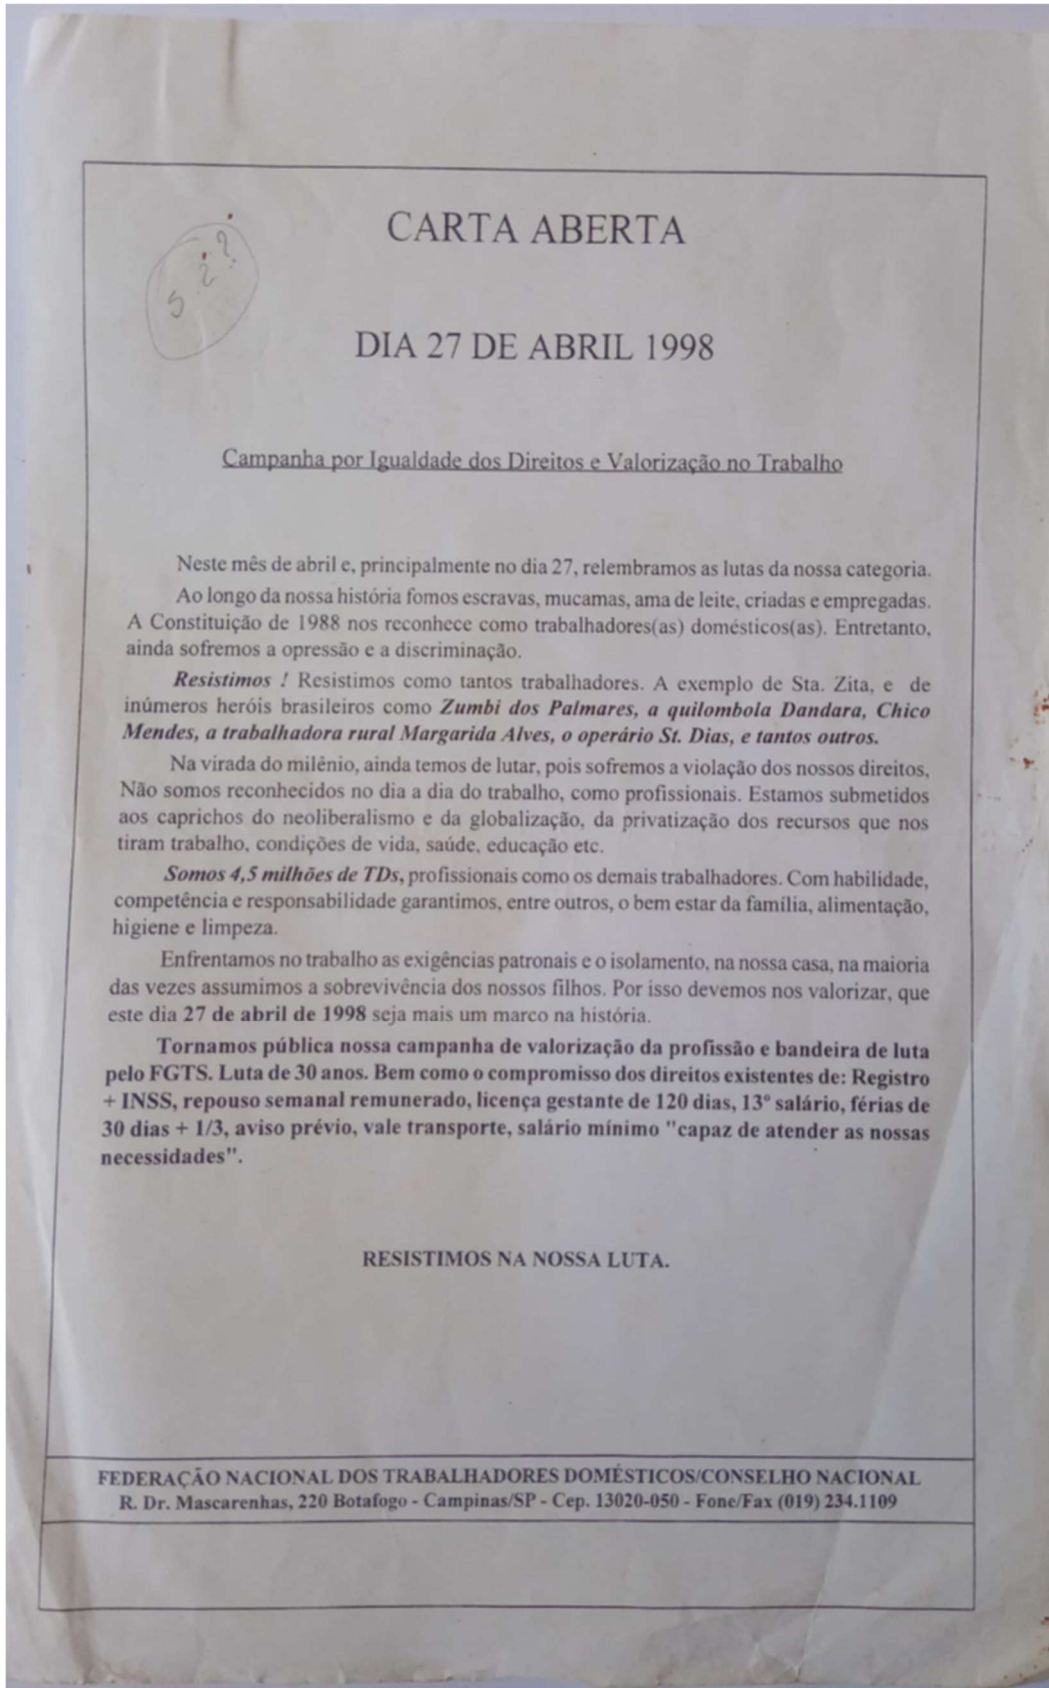 CARTA ABERTA
DIA 27 DE ABRIL 1998
Campanha por Igualdade dos Direitos e Valorização no Trabalho
Neste mês de abril e, principalmente no dia 27, relembramos as lutas da nossa categoria.
Ao longo da nossa história fomos escravas, mucamas, ama de leite, criadas e empregadas.
A Constituição de 1988 nos reconhece como trabalhadores(as) domésticos(as). Entretanto,
ainda sofremos a opressão e a discriminação.
Resistimos ! Resistimos como tantos trabalhadores. A exemplo de Sta. Zita, e de
inúmeros heróis brasileiros como Zumbi dos Palmares, a quilombola Dandara, Chico
Mendes, a trabalhadora rural Margarida Alves, o operário St. Dias, e tantos outros.
Na virada do milênio, ainda temos de lutar, pois sofremos a violação dos nossos direitos,
Não somos reconhecidos no dia a dia do trabalho, como profissionais. Estamos submetidos
aos caprichos do neoliberalismo e da globalização, da privatização dos recursos que nos
tiram trabalho, condições de vida, saúde, educação etc.
Somos 4,5 milhões de TDs, profissionais como os demais trabalhadores. Com habilidade,
competência e responsabilidade garantimos, entre outros, o bem estar da família, alimentação,
higiene e limpeza.
Enfrentamos no trabalho as exigências patronais e o isolamento, na nossa casa, na maioria
das vezes assumimos a sobrevivência dos nossos filhos. Por isso devemos nos valorizar, que
este dia 27 de abril de 1998 seja mais um marco na história.
Tornamos pública nossa campanha de valorização da profissão e bandeira de luta
pelo FGTS. Luta de 30 anos. Bem como o compromisso dos direitos existentes de: Registro
+ INSS, repouso semanal remunerado, licença gestante de 120 dias, 13º salário, férias de
30 dias + 1/3, aviso prévio, vale transporte, salário mínimo "capaz de atender as nossas
necessidades".
RESISTIMOS NA NOSSA LUTA.
FEDERAÇÃO NACIONAL DOS TRABALHADORES DOMÉSTICOS/CONSELHO NACIONAL
R. Dr. Mascarenhas, 220 Botafogo - Campinas/SP - Cep. 13020-050 - Fone/Fax (019) 234.1109